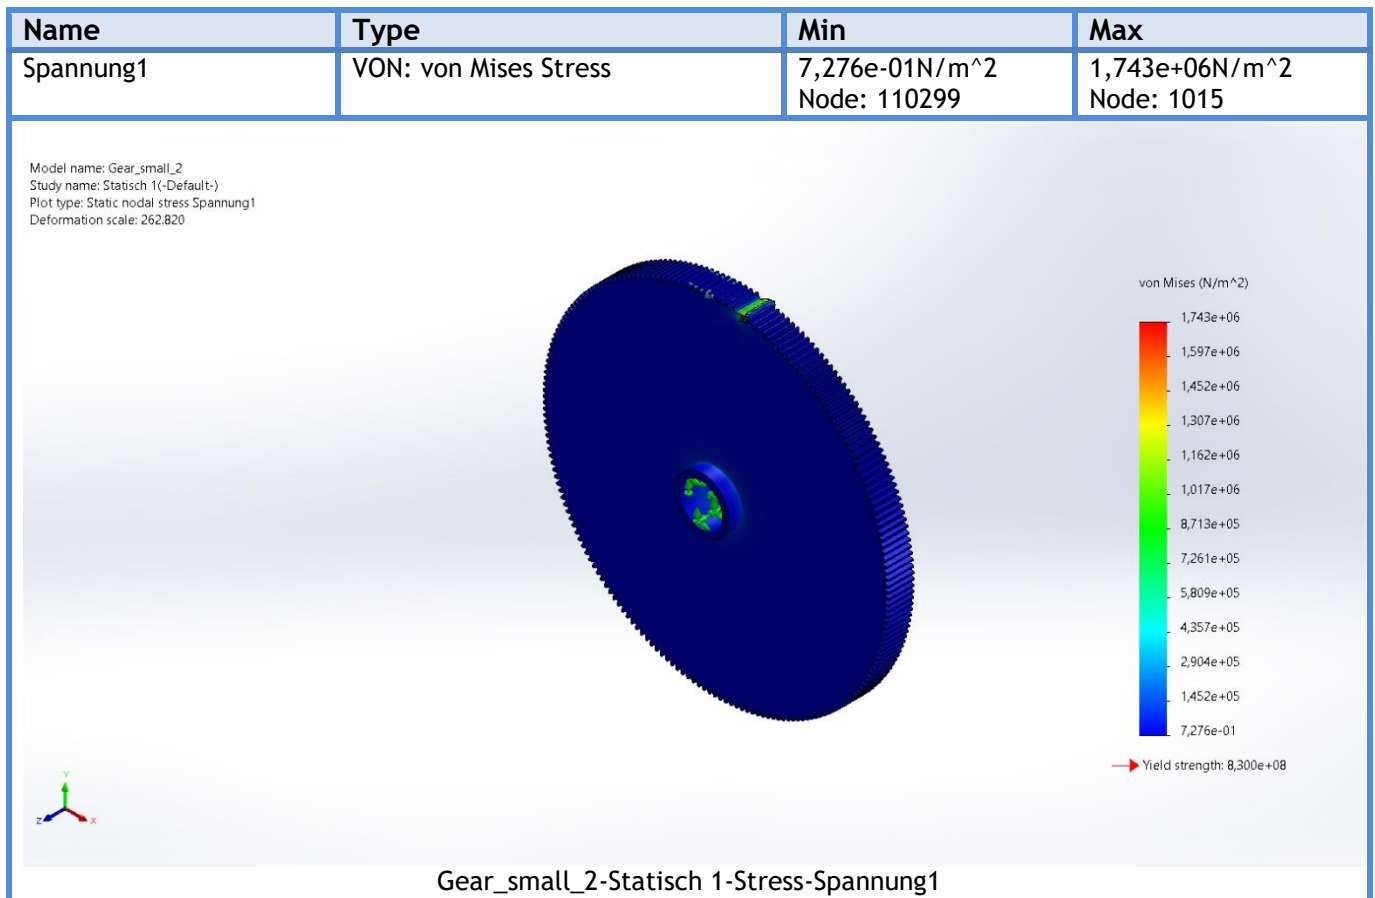 Name Type Min Max
Spannung1 VON: von Mises Stress 7,276e-01N/m^2 1,743e+06N/m^2
Node: 110299 Node: 1015
Model name: Gear_small_2
Study name: Statisch 1(-Default-)
Plot type: Static nodal stress Spannung1
Deformation scale: 262.820
von Mises (N/m^2)
1,743e+06
1,597e+06
1,452e+06
1,307e+06
1,162e+06
1,017e+06
8,713e+05
7,261e+05
5,809e+05
4,357e+05
2,904e+05
1,452e+05
7,276e-01
Yield strength: 8,300e+08
Y
Z X
Gear_small_2-Statisch 1-Stress-Spannung1